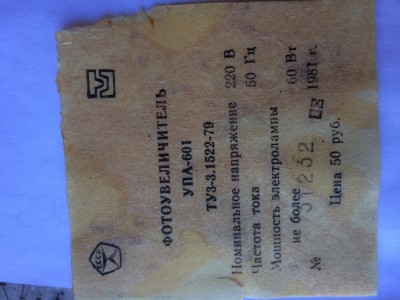 ФОТОУВЕЛИЧИТЕЛЬ
УПА-601
ТУ3-3.1522-79
Номинальное напряжение 220 В
Частота тока 50 Гц
Мощность электролампы
не более 60 Вт
№ 51232 1981 г.
Цена 50 руб.